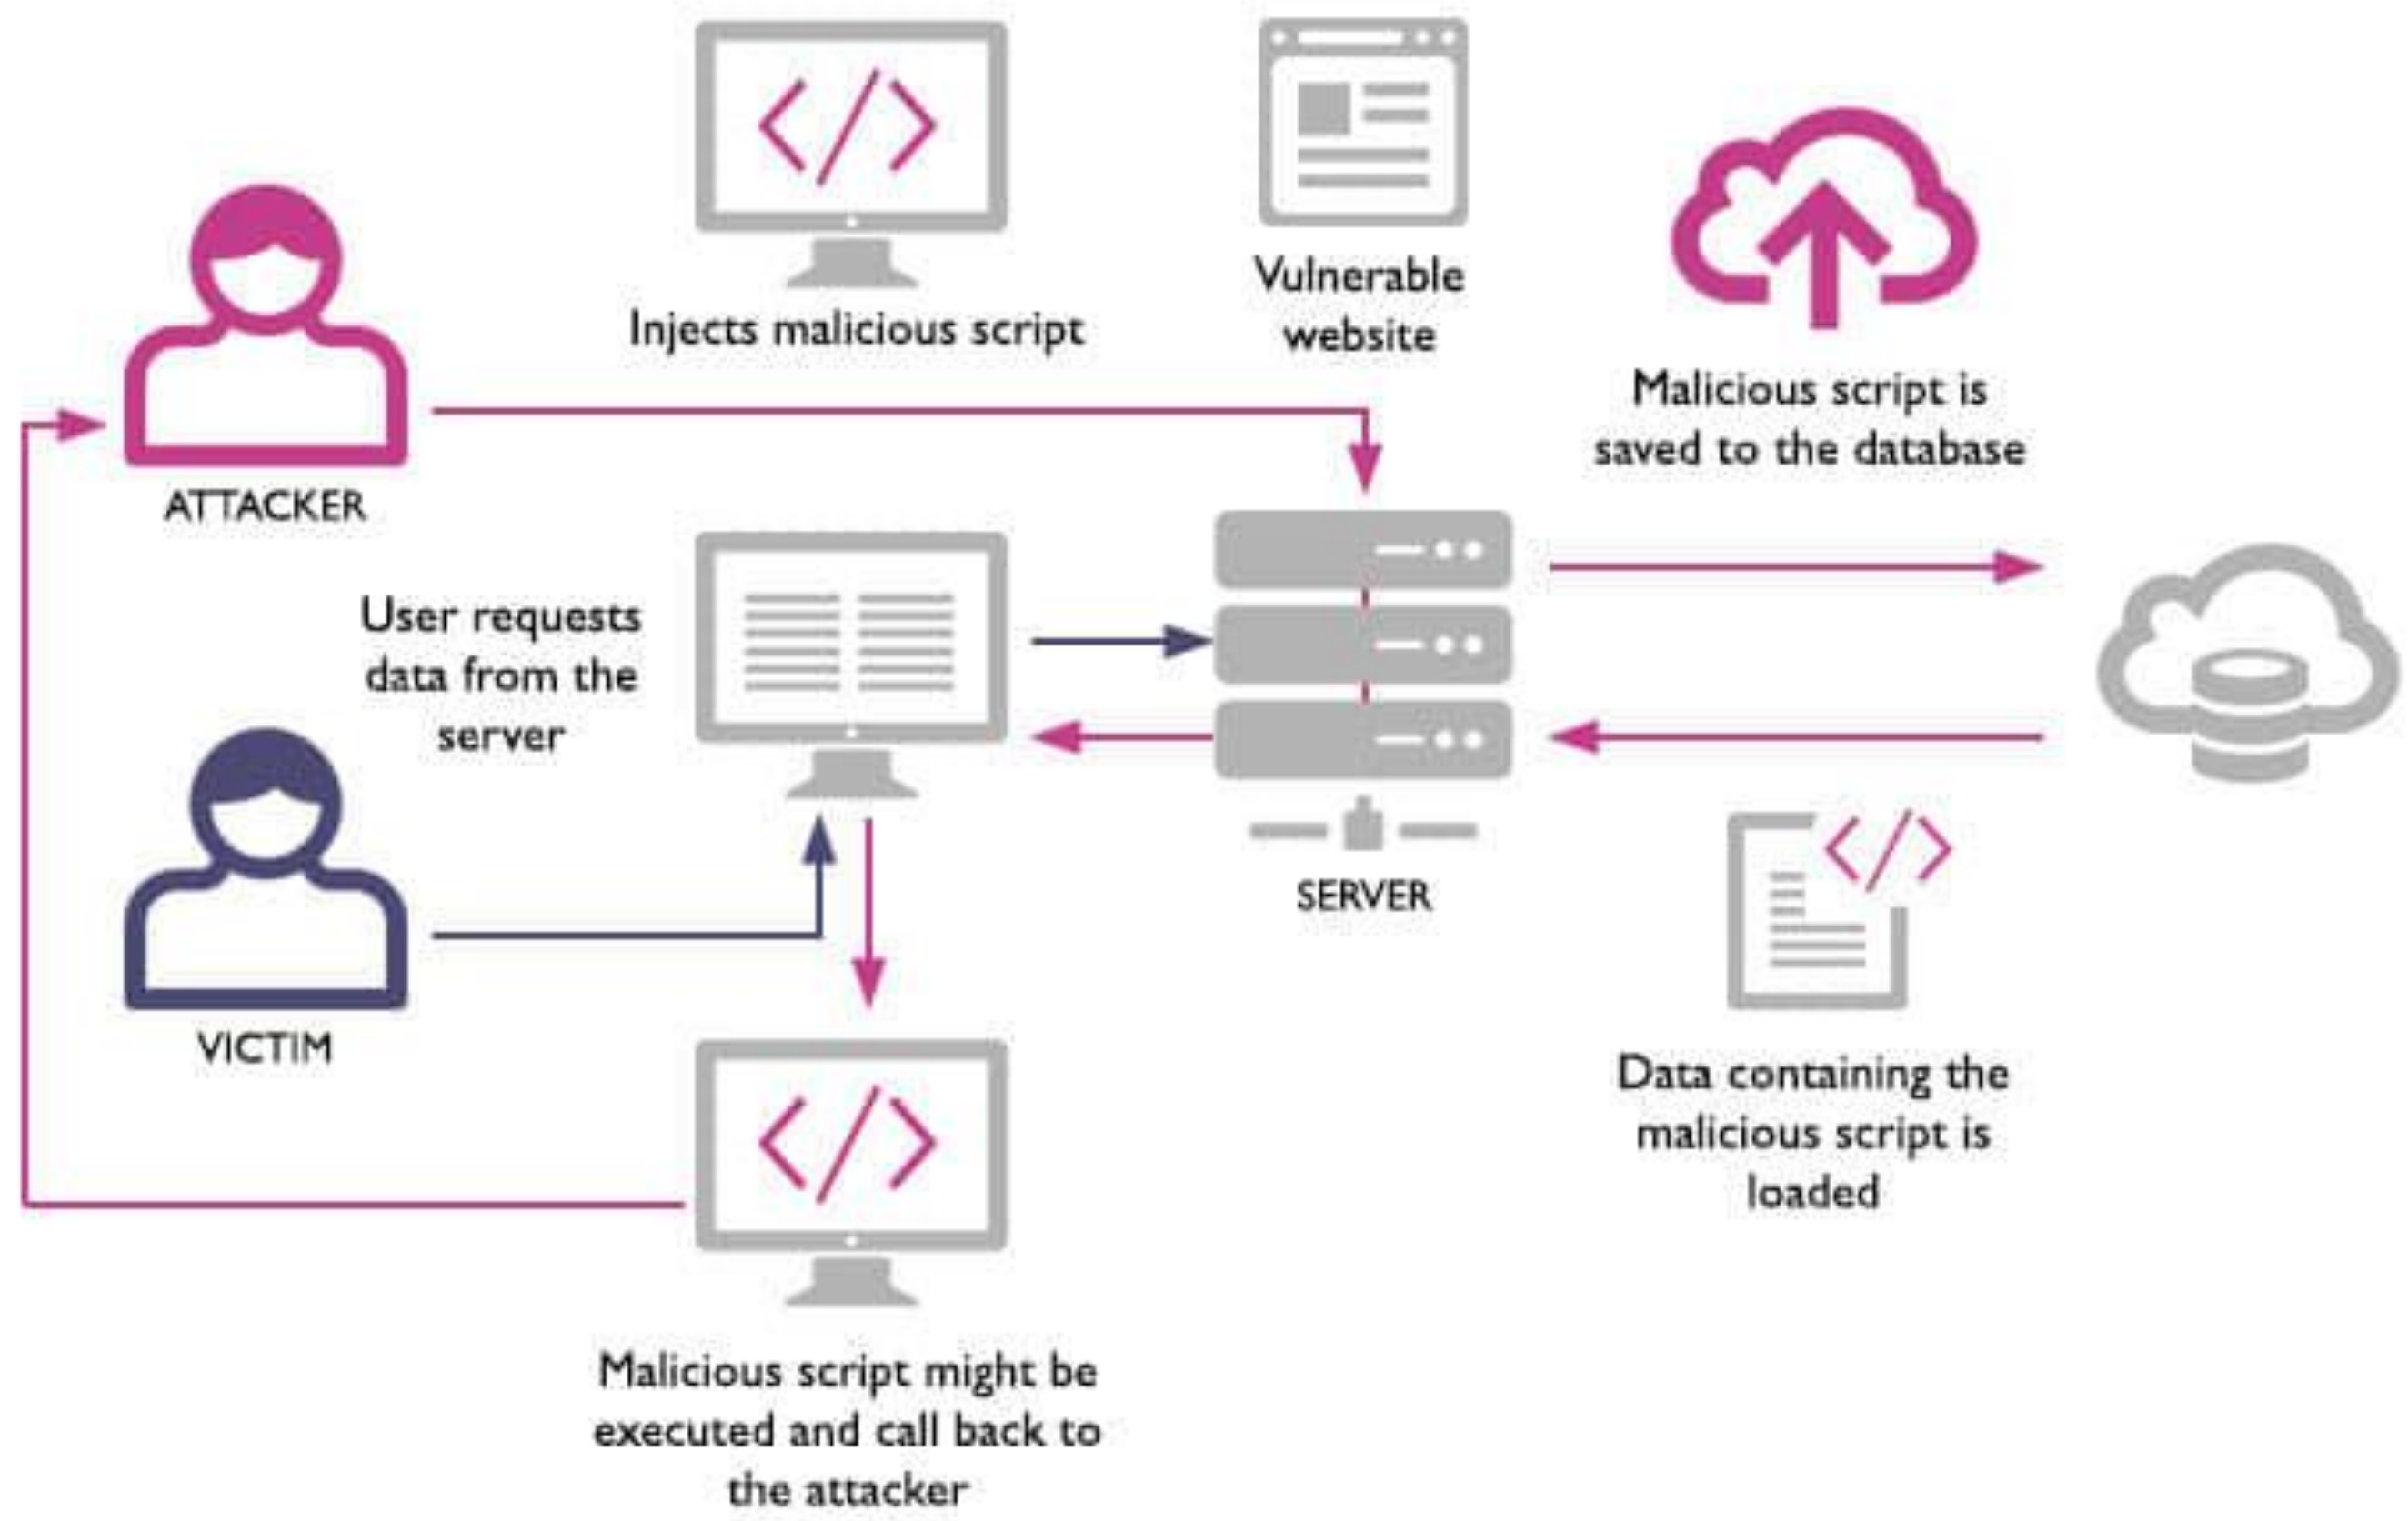 Injects malicious script
Vulnerable
website
Malicious script is
saved to the database
ATTACKER
User requests
data from the
server
SERVER
VICTIM
Data containing the
malicious script is
loaded
Malicious script might be
executed and call back to
the attacker